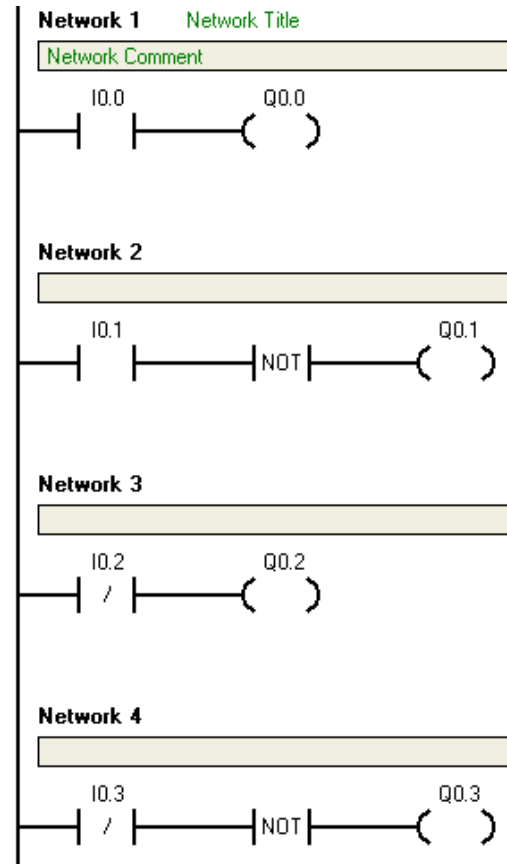 Network 1 Network Title
Network Comment
I0.0 Q0.0
Network 2
I0.1 Q0.1
NOT
Network 3
I0.2 Q0.2
/
Network 4
I0.3 Q0.3
/ NOT